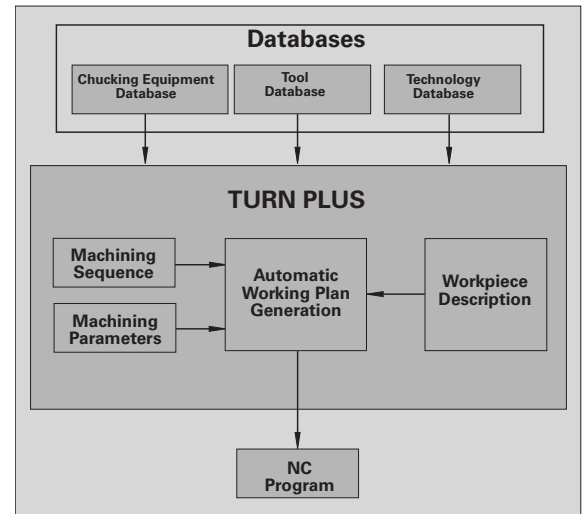 Databases
Chucking Equipment
Database
Tool
Database
Technology
Database
TURN PLUS
Machining
Sequence
Machining
Parameters
Automatic
Working Plan
Generation
Workpiece
Description
NC
Program